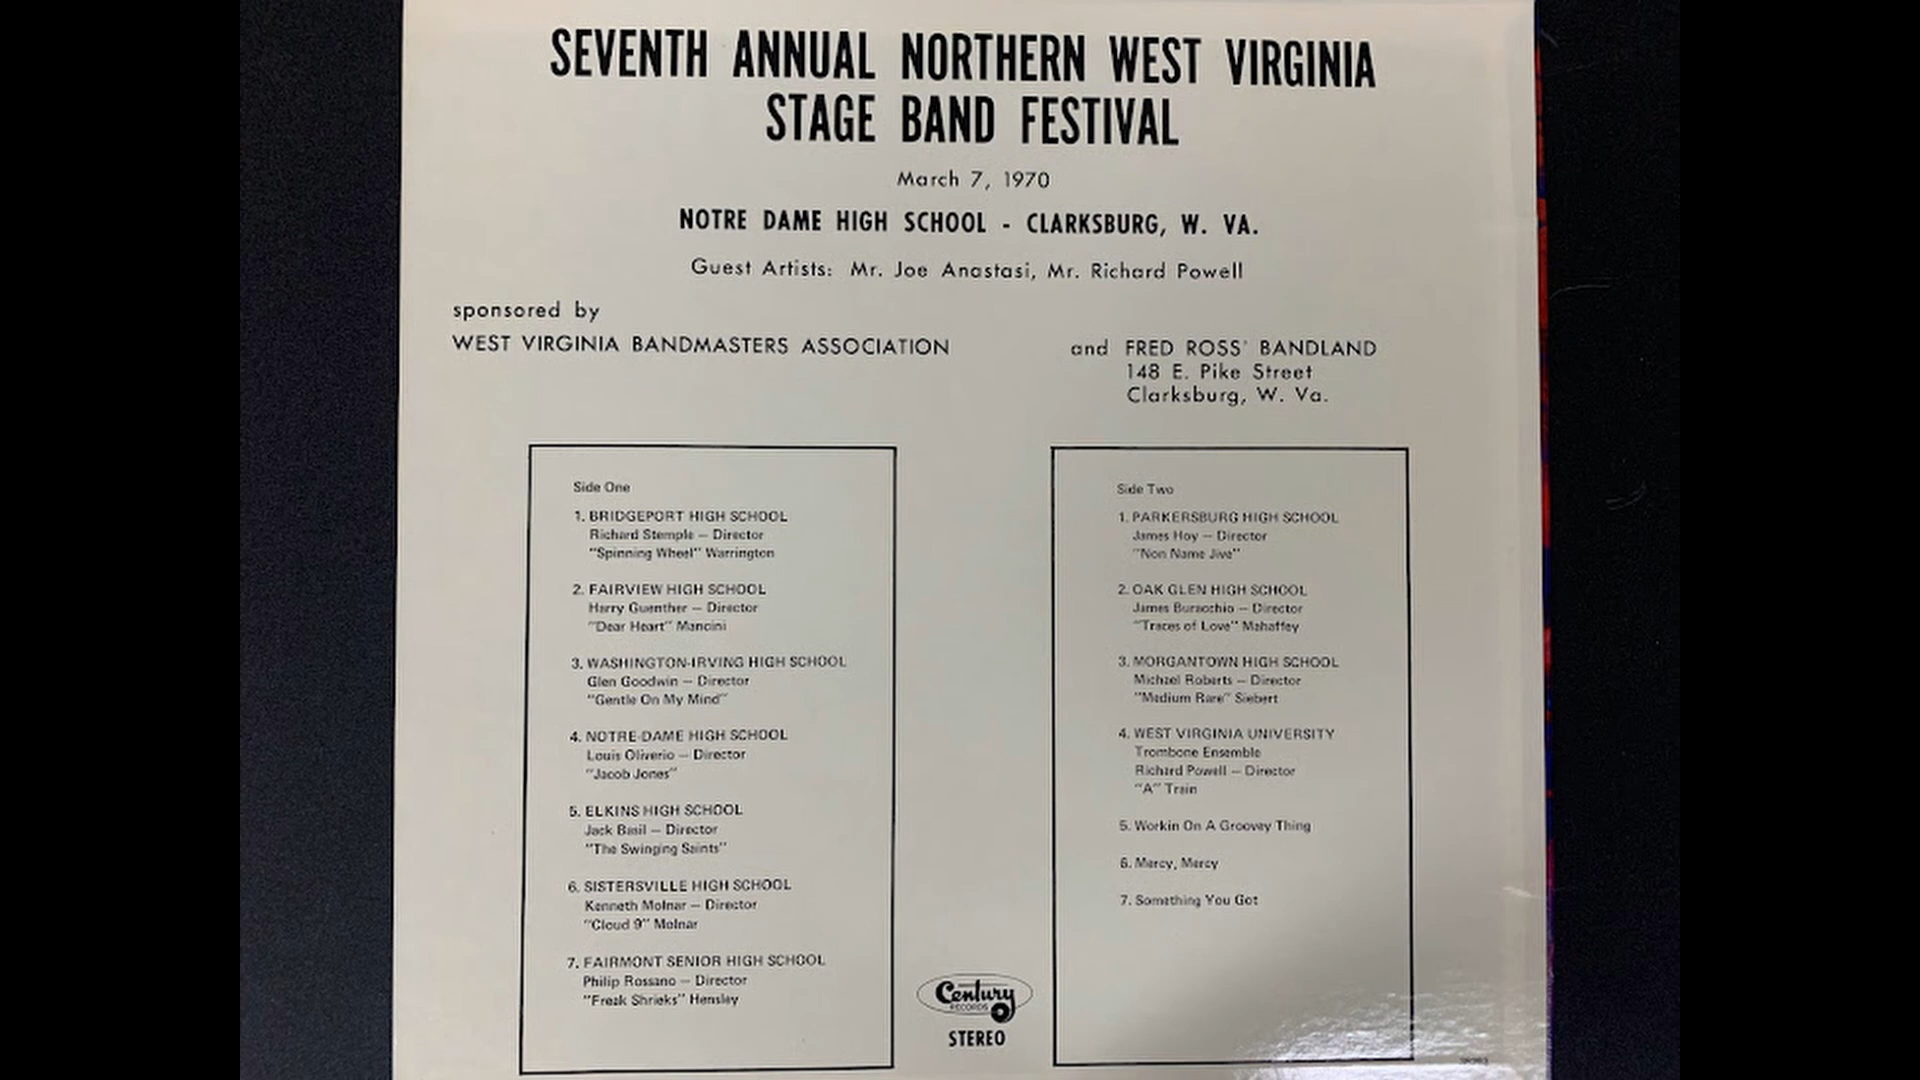 SEVENTH ANNUAL NORTHERN WEST VIRGINIA
STAGE BAND FESTIVAL
March 7, 1970
NOTRE DAME HIGH SCHOOL - CLARKSBURG, W. VA.
Guest Artists: Mr. Joe Anastasi, Mr. Richard Powell
sponsored by
WEST VIRGINIA BANDMASTERS ASSOCIATION
and FRED ROSS' BANDLAND
148 E. Pike Street
Clarksburg, W. Va.
Side One
1. BRIDGEPORT HIGH SCHOOL
Richard Stemple – Director
"Spinning Wheel" Warrington
2. FAIRVIEW HIGH SCHOOL
Harry Guenther – Director
"Dear Heart" Mancini
3. WASHINGTON-IRVING HIGH SCHOOL
Glen Goodwin – Director
"Gentle On My Mind"
4. NOTRE-DAME HIGH SCHOOL
Louis Oliverio – Director
"Jacob Jones"
5. ELKINS HIGH SCHOOL
Jack Basil – Director
"The Swinging Saints"
6. SISTERSVILLE HIGH SCHOOL
Kenneth Molnar – Director
"Cloud 9" Molnar
7. FAIRMONT SENIOR HIGH SCHOOL
Philip Rossano – Director
"Freak Shrieks" Hensley
Side Two
1. PARKERSBURG HIGH SCHOOL
James Hoy – Director
"Non Name Jive"
2. OAK GLEN HIGH SCHOOL
James Buracchio – Director
"Traces of Love" Mahaffey
3. MORGANTOWN HIGH SCHOOL
Michael Roberts – Director
"Medium Rare" Siebert
4. WEST VIRGINIA UNIVERSITY
Trombone Ensemble
Richard Powell – Director
"A" Train
5. Workin On A Groovey Thing
6. Mercy, Mercy
7. Something You Got
Century
RECORDS
STEREO